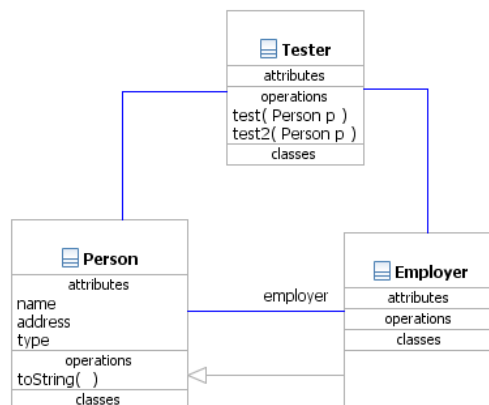 Tester
attributes
operations
test( Person p )
test2( Person p )
classes
Person
attributes
name
address
type
operations
toString( )
classes
employer
Employer
attributes
operations
classes